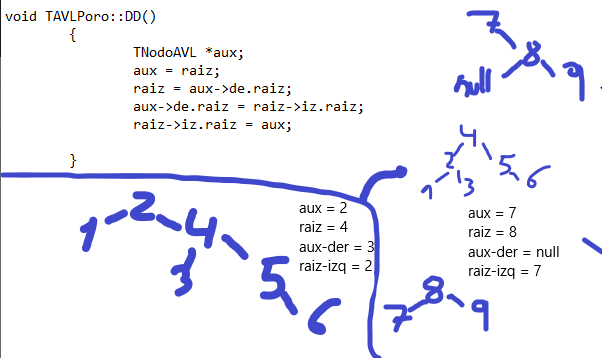 void TAVLPoro::DD()
{
TNodoAVL *aux;
aux = raiz;
raiz = aux->de.raiz;
aux->de.raiz = raiz->iz.raiz;
raiz->iz.raiz = aux;
}
7
8
null 9
4
2 5
1 3 6
2
1 4
3 5
6
aux = 2
raiz = 4
aux-der = 3
raiz-izq = 2
aux = 7
raiz = 8
aux-der = null
raiz-izq = 7
8
7 9